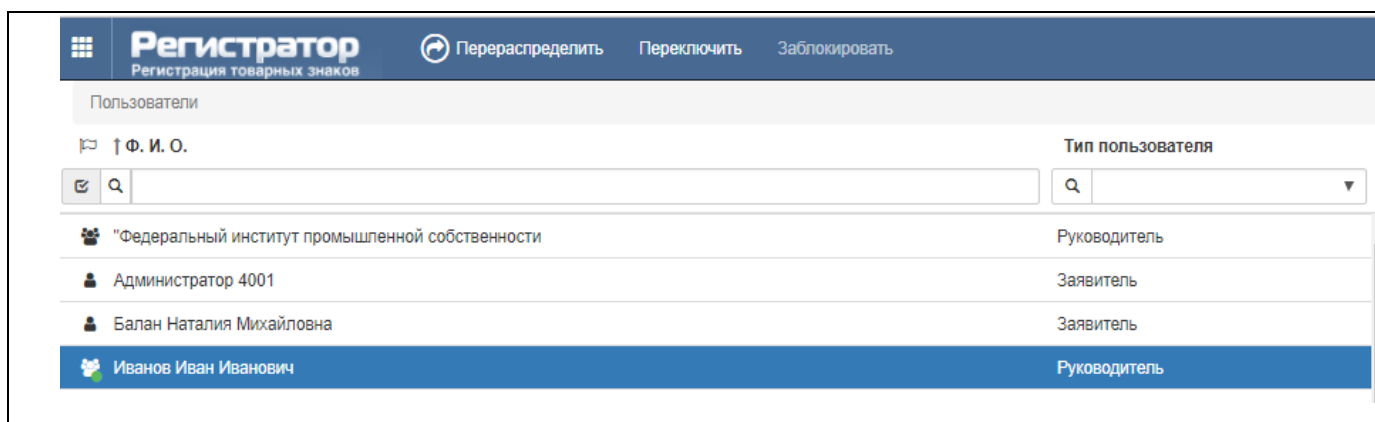 Регистратор Перераспределить Переключить Заблокировать
Регистрация товарных знаков
Пользователи
↑ Ф. И. О. Тип пользователя
"Федеральный институт промышленной собственности Руководитель
Администратор 4001 Заявитель
Балан Наталия Михайловна Заявитель
Иванов Иван Иванович Руководитель